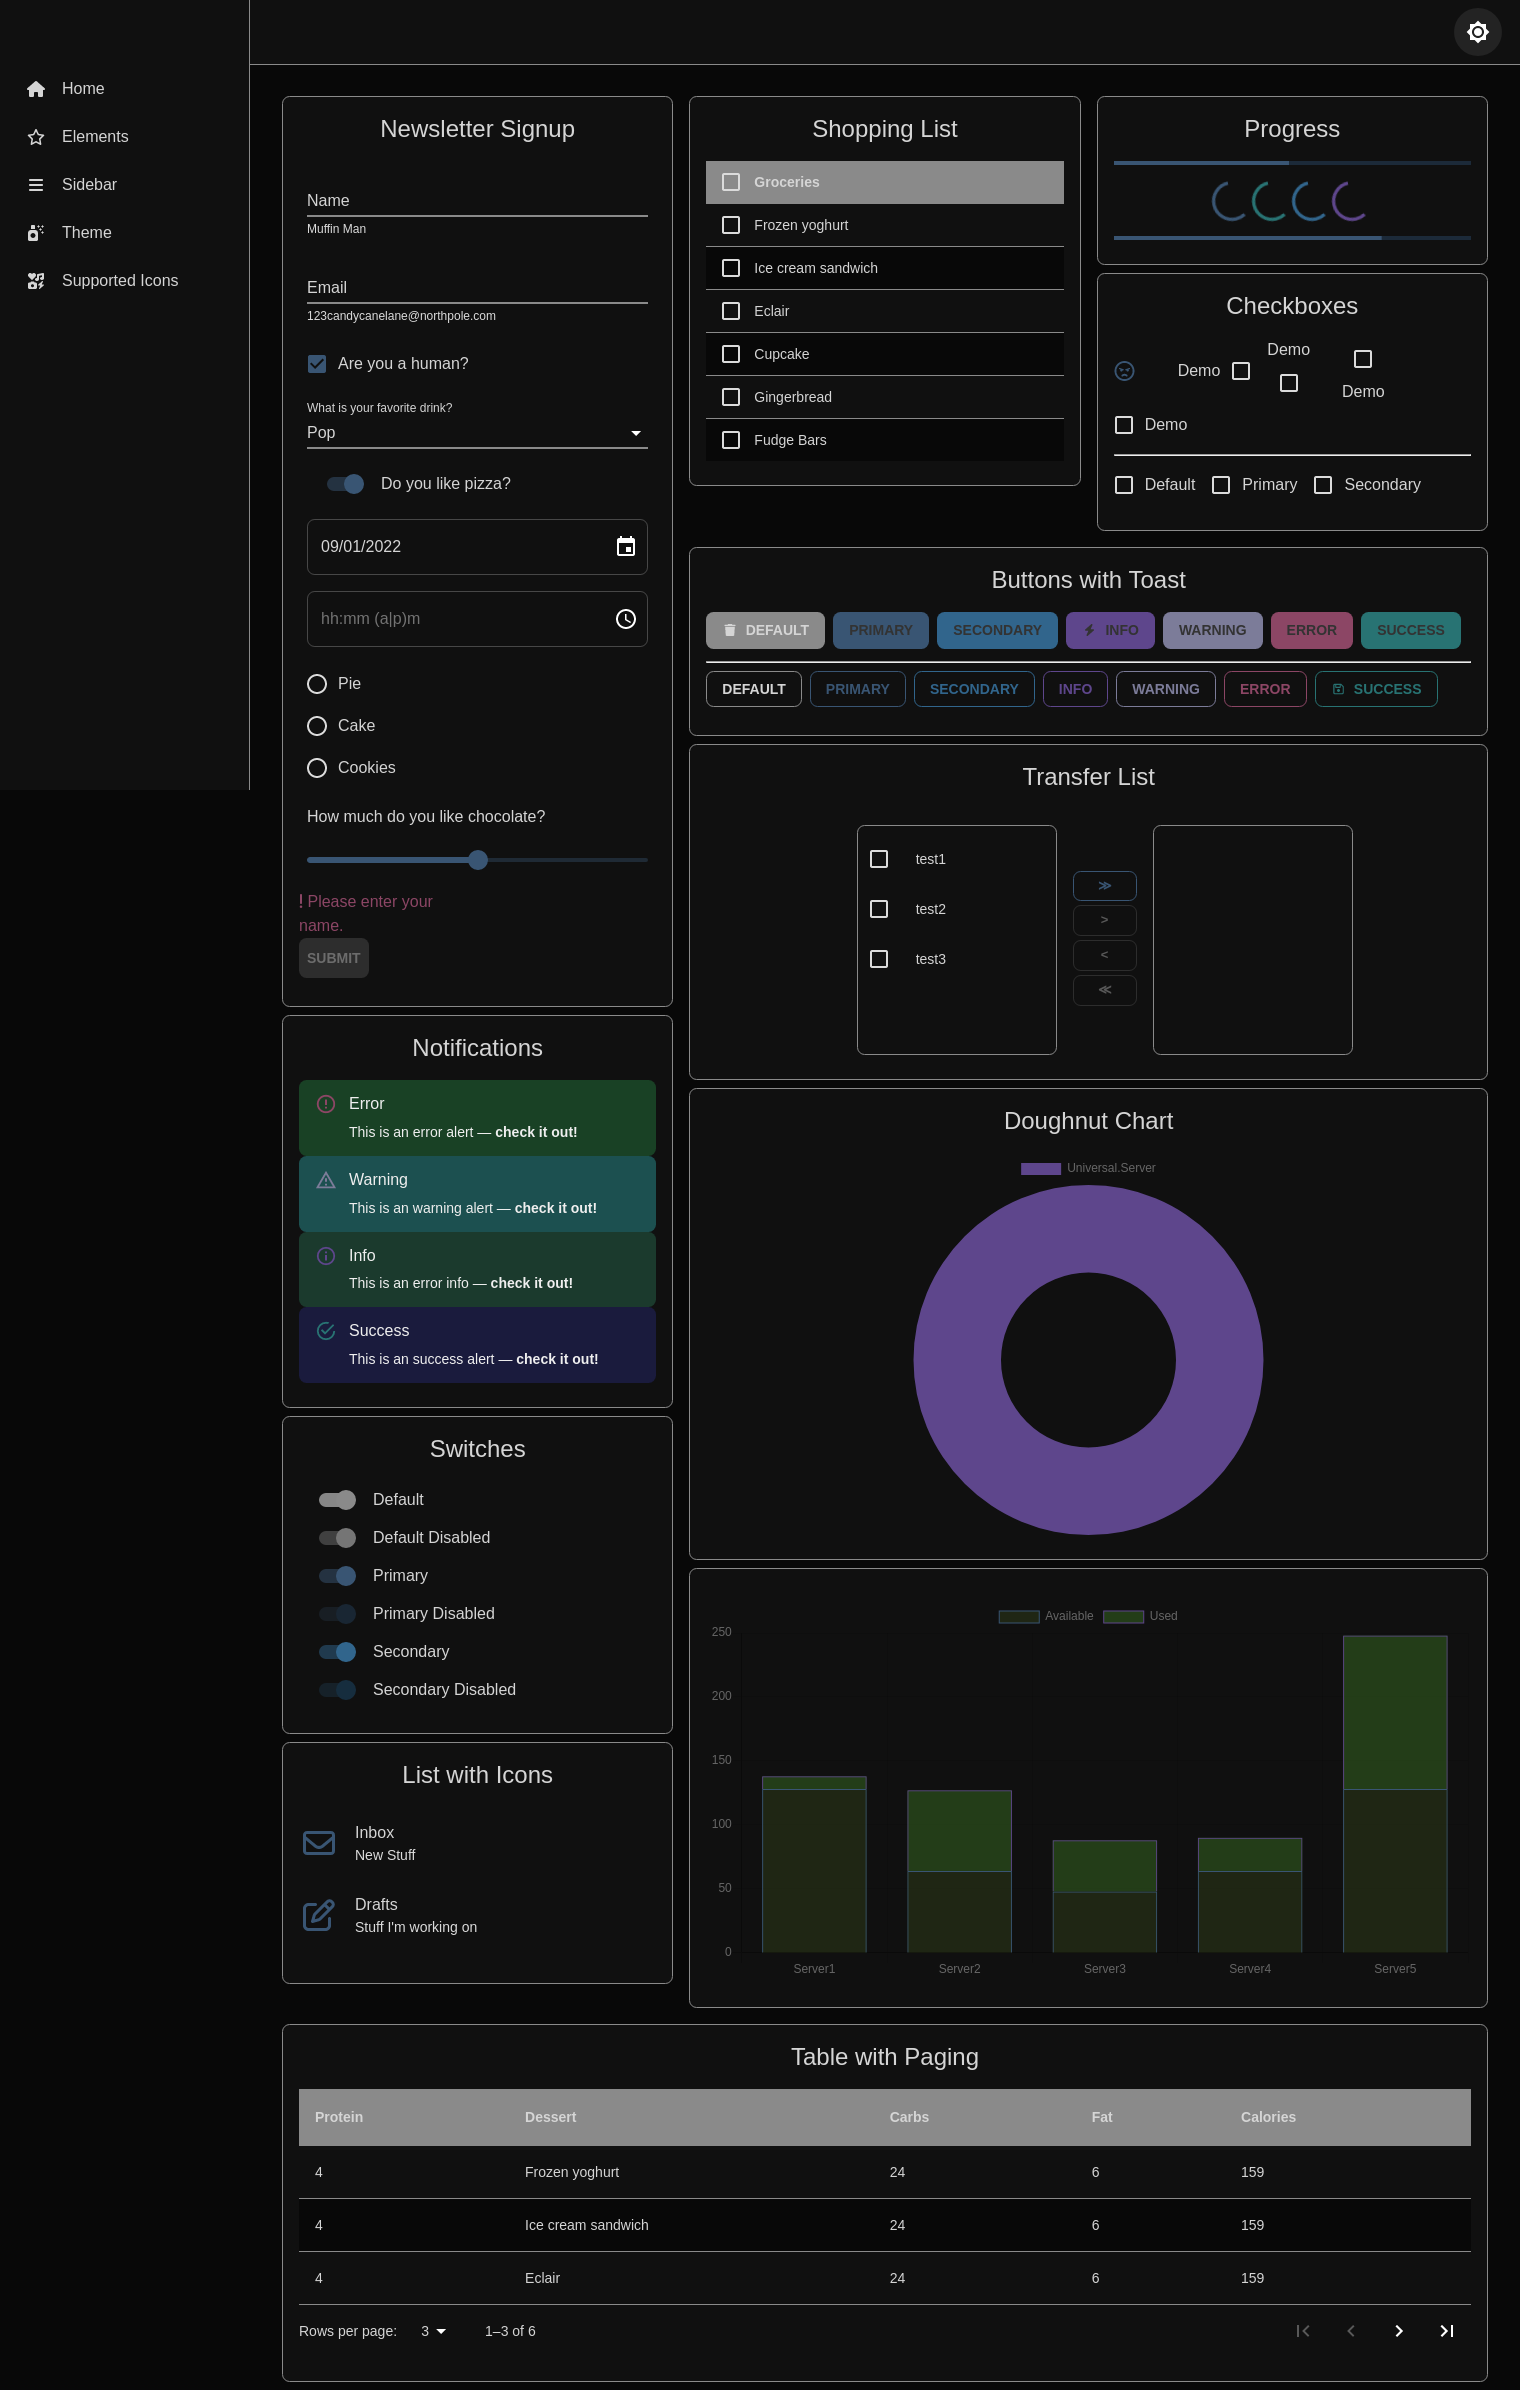 Home
Elements
Sidebar
Theme
Supported Icons
Newsletter Signup
Name
Muffin Man
Email
123candycanelane@northpole.com
Are you a human?
What is your favorite drink?
Pop
Do you like pizza?
09/01/2022
hh:mm (a|p)m
Pie
Cake
Cookies
How much do you like chocolate?
! Please enter your
name.
SUBMIT
Notifications
Error
This is an error alert — check it out!
Warning
This is an warning alert — check it out!
Info
This is an error info — check it out!
Success
This is an success alert — check it out!
Switches
Default
Default Disabled
Primary
Primary Disabled
Secondary
Secondary Disabled
List with Icons
Inbox
New Stuff
Drafts
Stuff I'm working on
Shopping List
Groceries
Frozen yoghurt
Ice cream sandwich
Eclair
Cupcake
Gingerbread
Fudge Bars
Progress
Checkboxes
Demo
Demo
Demo
Demo
Default Primary Secondary
Buttons with Toast
DEFAULT PRIMARY SECONDARY INFO WARNING ERROR SUCCESS
DEFAULT PRIMARY SECONDARY INFO WARNING ERROR SUCCESS
Transfer List
test1
test2
test3
≫
>
<
≪
Doughnut Chart
Universal.Server
Available Used
250
200
150
100
50
0
Server1 Server2 Server3 Server4 Server5
Table with Paging
Protein Dessert Carbs Fat Calories
4 Frozen yoghurt 24 6 159
4 Ice cream sandwich 24 6 159
4 Eclair 24 6 159
Rows per page: 3 1–3 of 6